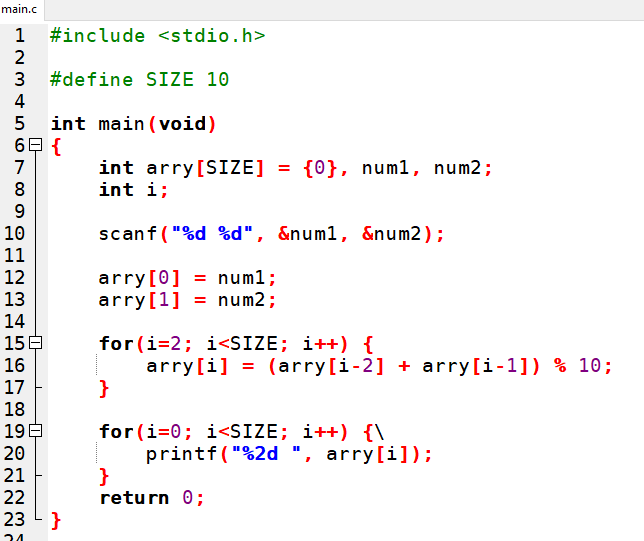 main.c
1 #include <stdio.h>
2
3 #define SIZE 10
4
5 int main(void)
6 {
7     int arry[SIZE] = {0}, num1, num2;
8     int i;
9
10     scanf("%d %d", &num1, &num2);
11
12     arry[0] = num1;
13     arry[1] = num2;
14
15     for(i=2; i<SIZE; i++) {
16         arry[i] = (arry[i-2] + arry[i-1]) % 10;
17     }
18
19     for(i=0; i<SIZE; i++) {\
20         printf("%2d ", arry[i]);
21     }
22     return 0;
23 }
24